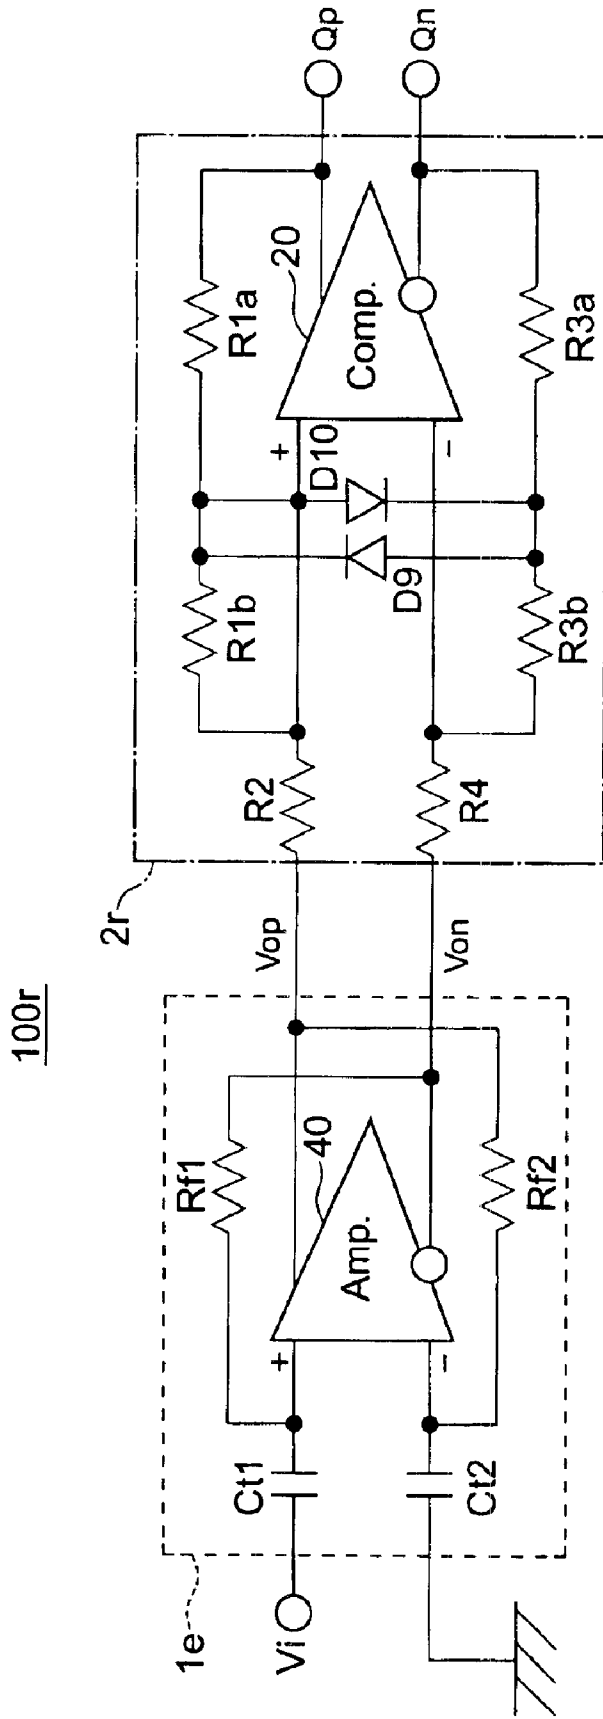 100r
1e
2r
Vi
Ct1
Ct2
Rf1
Rf2
40
Amp.
+
−
Vop
Von
R2
R4
R1b
R1a
R3b
R3a
D9
D10
20
Comp.
+
−
Qp
Qn